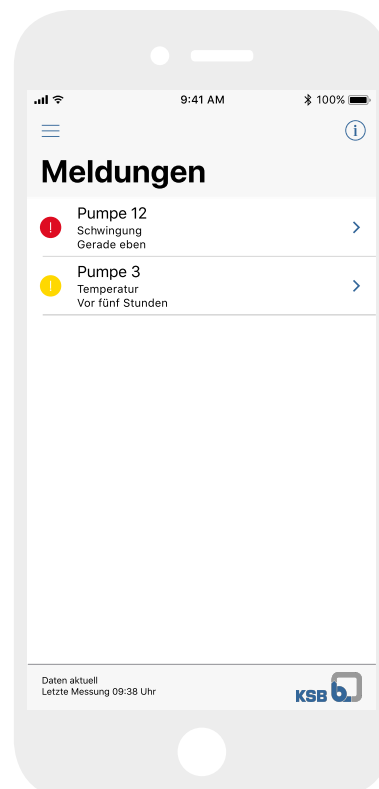 9:41 AM
100%
Meldungen
Pumpe 12
Schwingung
Gerade eben
Pumpe 3
Temperatur
Vor fünf Stunden
Daten aktuell
Letzte Messung 09:38 Uhr
KSB b.